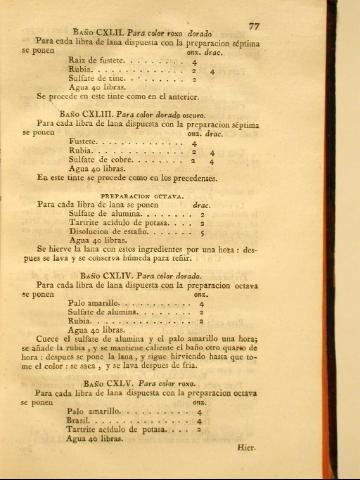 77
BAÑO CXLII. Para color roxo dorado
Para cada libra de lana dispuesta con la preparacion séptima
se ponen onz. drac.
Raiz de fustete. . . . . . . . . 4
Rubia. . . . . . . . . . . . . . 2 4
Sulfate de zinc. . . . . . . . . 2
Agua 40 libras.
Se procede en este tinte como en el anterior.
BAÑO CXLIII. Para color dorado oscuro.
Para cada libra de lana dispuesta con la preparacion séptima
se ponen onz. drac.
Fustete. . . . . . . . . . . . . 4
Rubia. . . . . . . . . . . . . . 2 4
Sulfate de cobre. . . . . . . . 2 4
Agua 40 libras.
En este tinte se procede como en los precedentes.
PREPARACION OCTAVA.
Para cada libra de lana se ponen drac.
Sulfate de alumina. . . . . . . . 2
Tartrite acidulo de potasa. . . . 2
Disolucion de estaño. . . . . . . 5
Agua 40 libras.
Se hierve la lana con estos ingredientes por una hora : des-
pues se lava y se conserva húmeda para teñir.
BAÑO CXLIV. Para color dorado.
Para cada libra de lana dispuesta con la preparacion octava
se ponen onz.
Palo amarillo. . . . . . . . . . . 4
Sulfate de alumina. . . . . . . . 2
Rubia. . . . . . . . . . . . . . . 2
Agua 40 libras.
Cuece el sulfate de alumina y el palo amarillo una hora;
se añade la rubia , y se mantiene caliente el baño otro quarto de
hora : despues se pone la lana , y sigue hirviendo hasta que to-
me el color : se saca , y se lava despues de fria.
BAÑO CXLV. Para color roxo.
Para cada libra de lana dispuesta con la preparacion octava
se ponen onz.
Palo amarillo. . . . . . . . . . . 4
Brasil. . . . . . . . . . . . . . . 4
Tartrite acidulo de potasa. . . . 2
Agua 40 libras.
Hier.